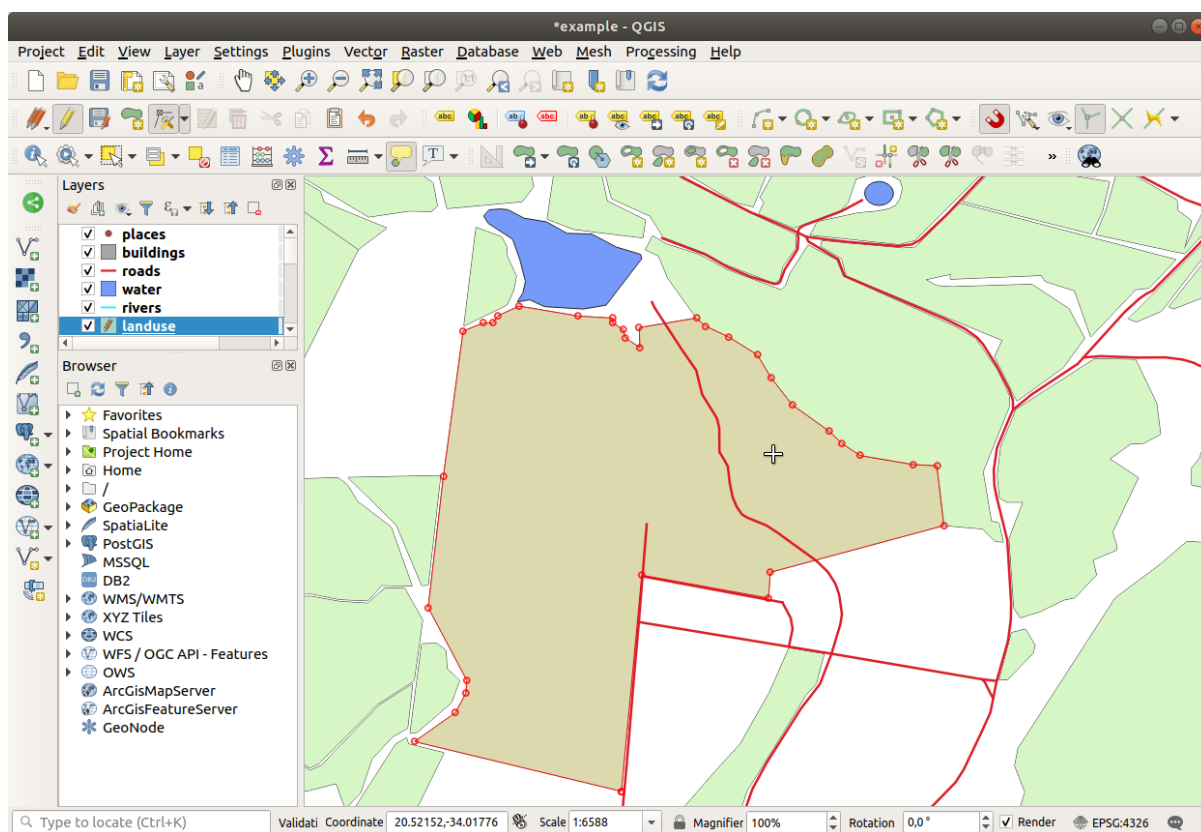 *example - QGIS
Project Edit View Layer Settings Plugins Vector Raster Database Web Mesh Processing Help
Layers
places
buildings
roads
water
rivers
landuse
Browser
Favorites
Spatial Bookmarks
Project Home
Home
/
GeoPackage
SpatiaLite
PostGIS
MSSQL
DB2
WMS/WMTS
XYZ Tiles
WCS
WFS / OGC API - Features
OWS
ArcGisMapServer
ArcGisFeatureServer
GeoNode
Type to locate (Ctrl+K) Validati Coordinate 20.52152,-34.01776 Scale 1:6588 Magnifier 100% Rotation 0,0 ° Render EPSG:4326